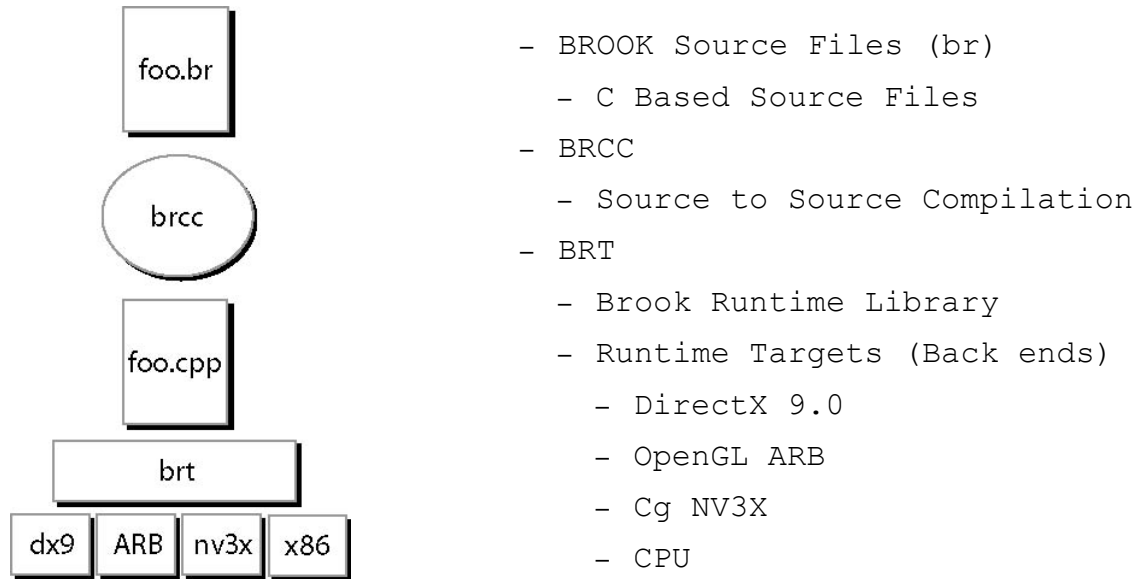 foo.br
brcc
foo.cpp
brt
dx9 ARB nv3x x86
– BROOK Source Files (br)
– C Based Source Files
– BRCC
– Source to Source Compilation
– BRT
– Brook Runtime Library
– Runtime Targets (Back ends)
– DirectX 9.0
– OpenGL ARB
– Cg NV3X
– CPU